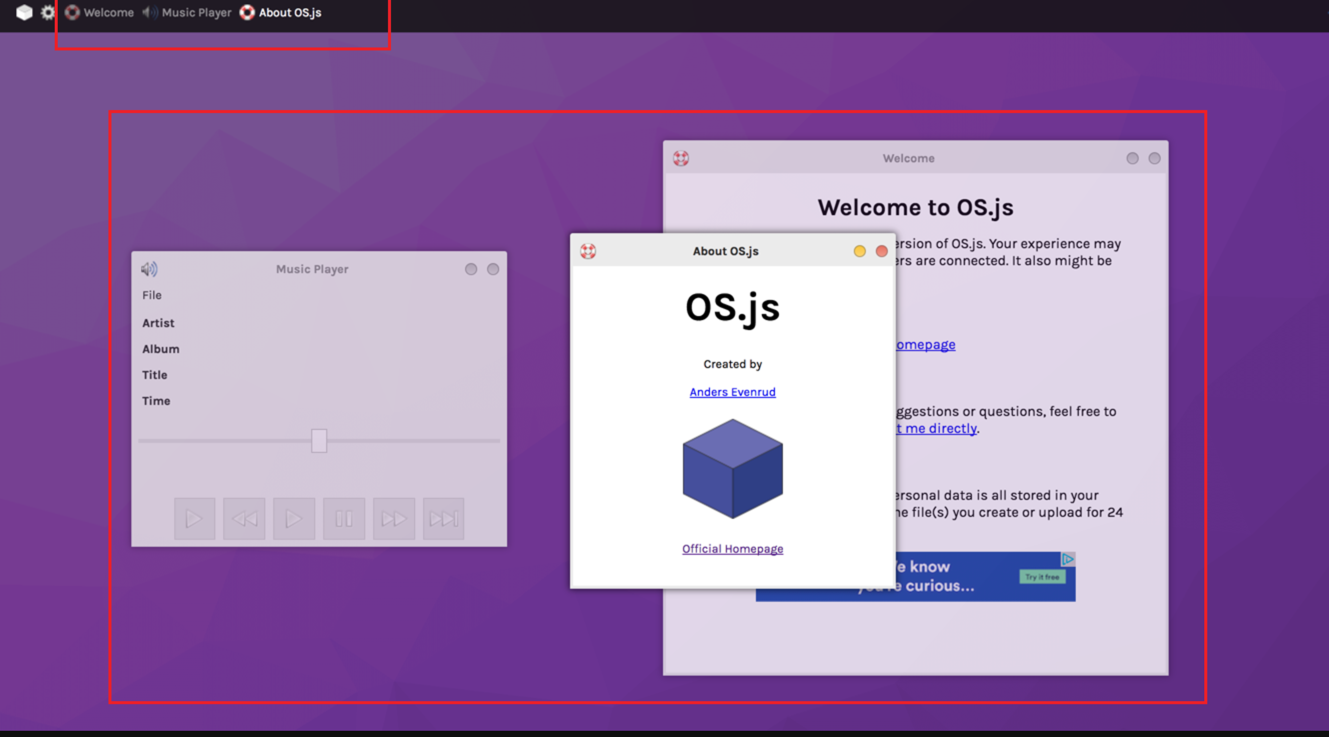 Welcome Music Player About OS.js
Music Player
File
Artist
Album
Title
Time
Welcome
Welcome to OS.js
ersion of OS.js. Your experience may
ers are connected. It also might be
omepage
ggestions or questions, feel free to
t me directly.
ersonal data is all stored in your
he file(s) you create or upload for 24
e know
you're curious...
Try it free
About OS.js
OS.js
Created by
Anders Evenrud
Official Homepage